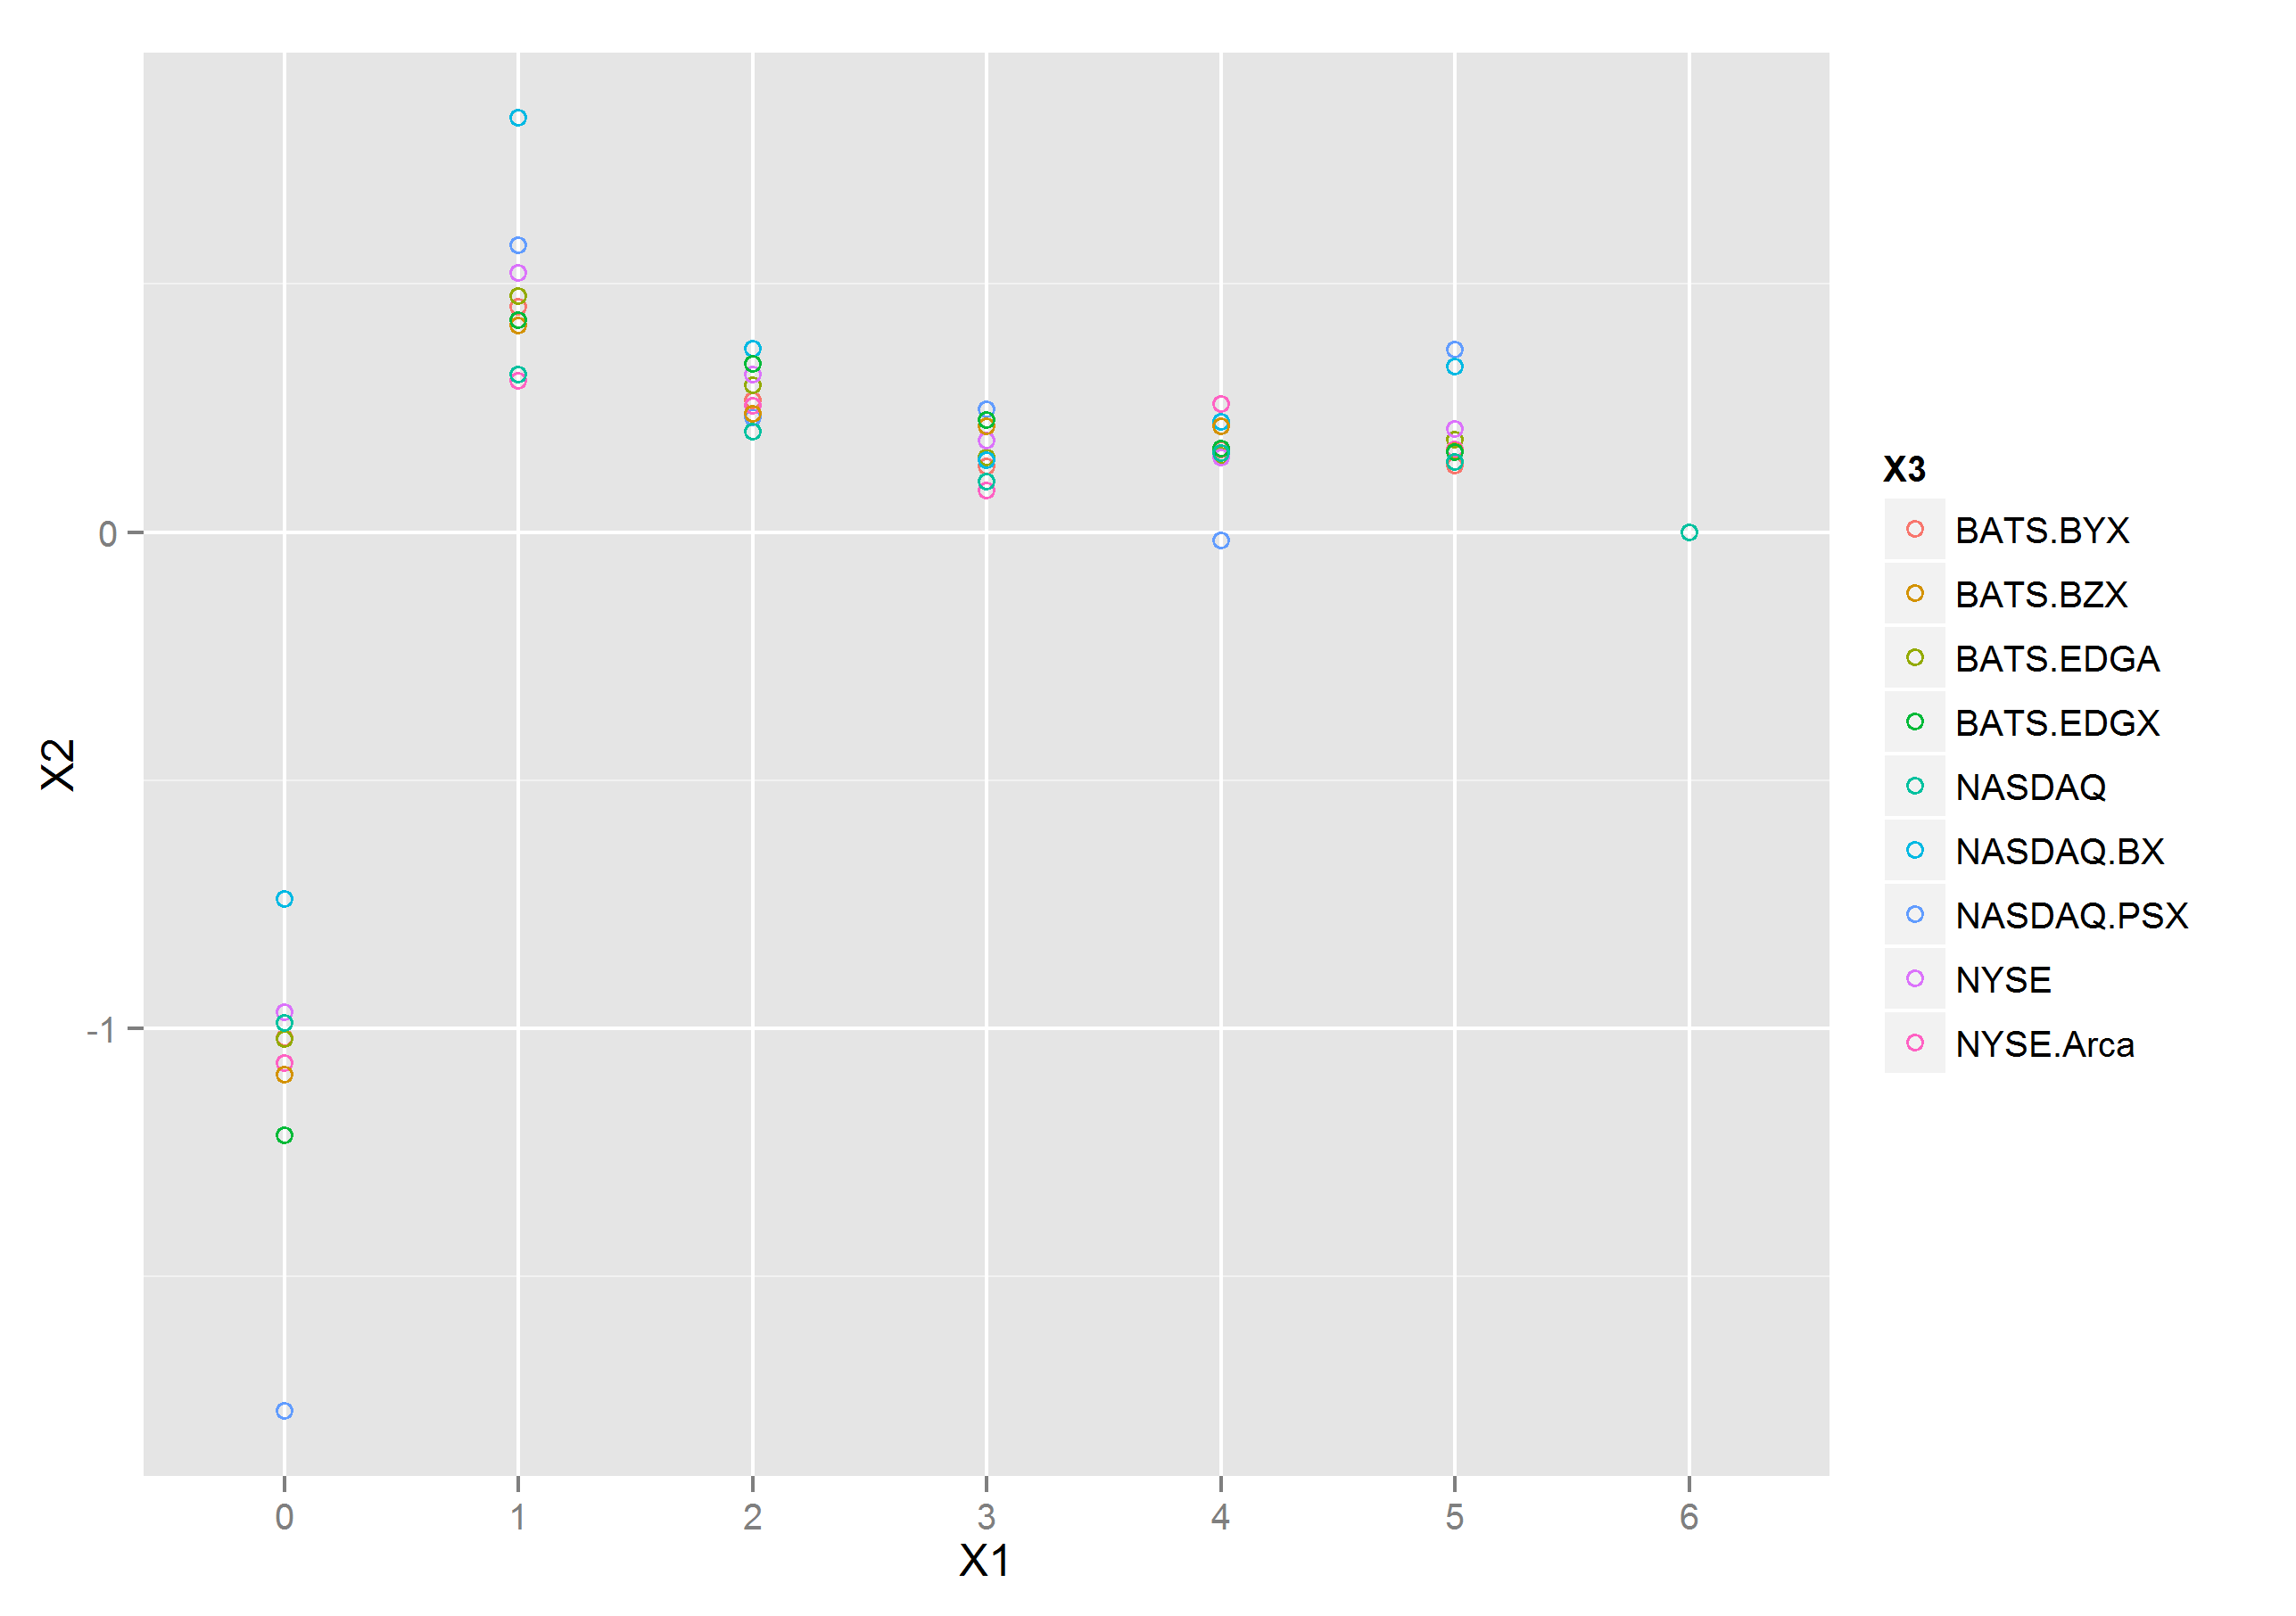 X2
0
-1
0 1 2 3 4 5 6
X1
X3
BATS.BYX
BATS.BZX
BATS.EDGA
BATS.EDGX
NASDAQ
NASDAQ.BX
NASDAQ.PSX
NYSE
NYSE.Arca